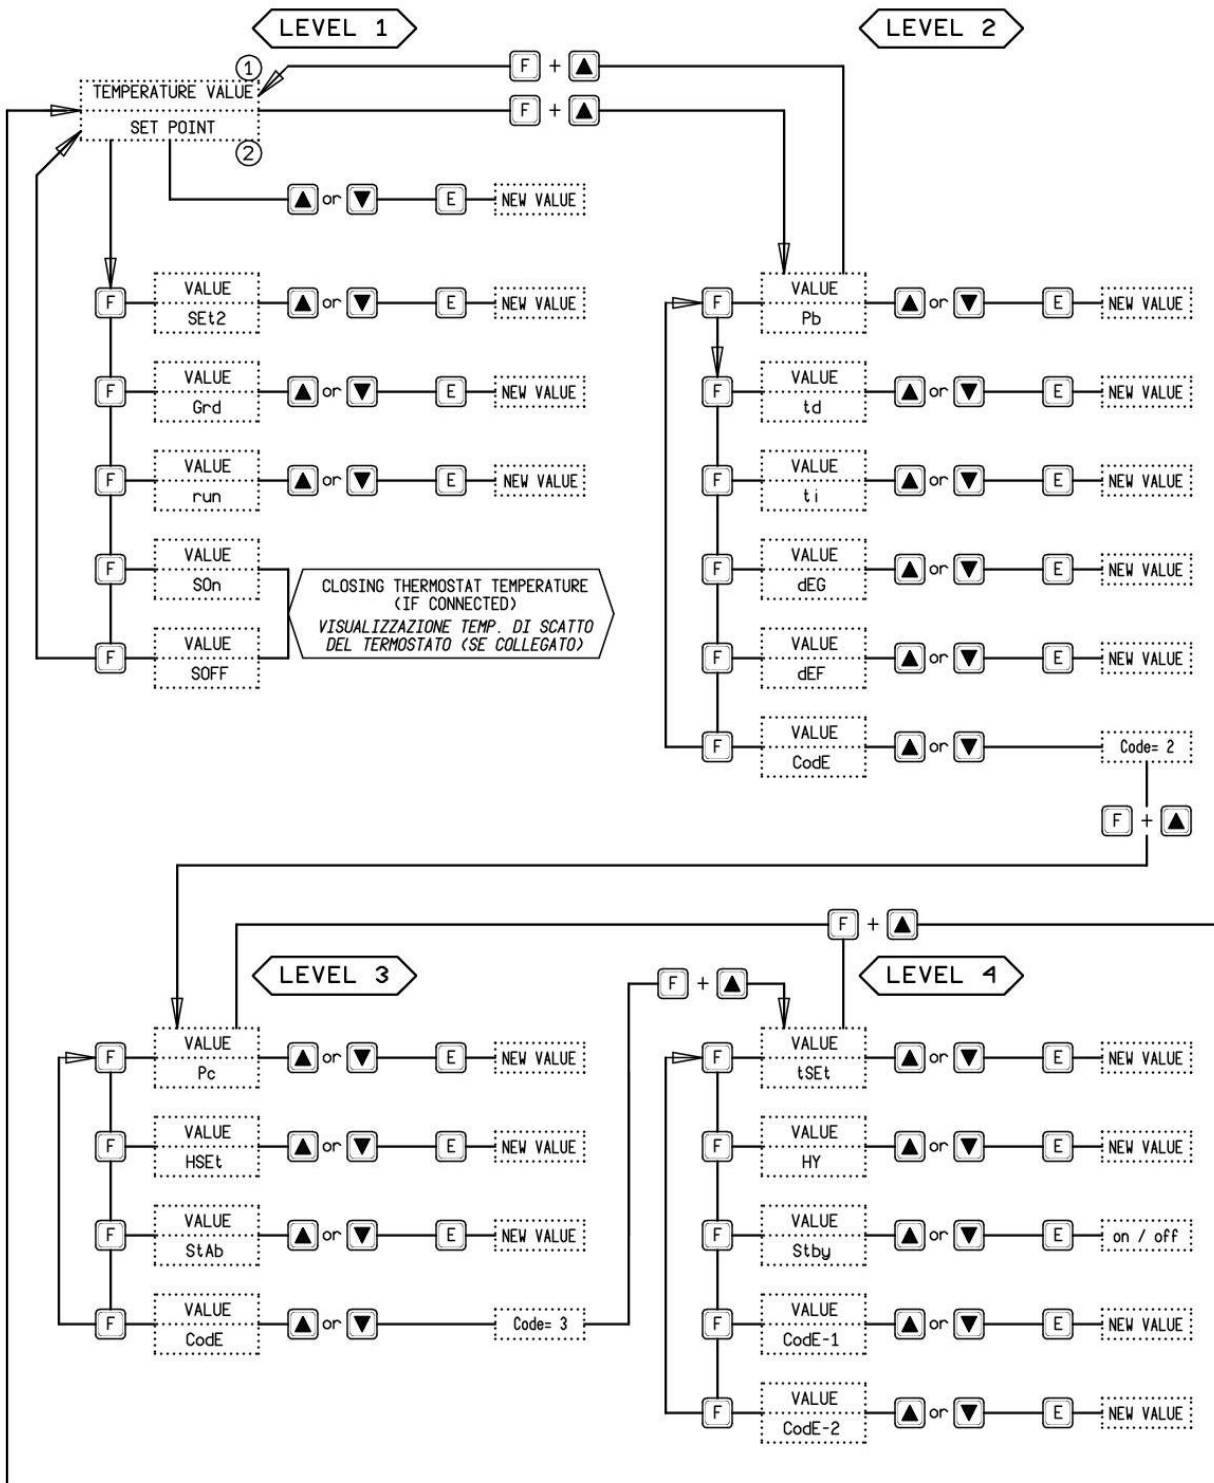 LEVEL 1
LEVEL 2
F + ▲
1
TEMPERATURE VALUE
F + ▲
SET POINT
2
▲ or ▼ E NEW VALUE
F VALUE SEt2 ▲ or ▼ E NEW VALUE
F VALUE Grd ▲ or ▼ E NEW VALUE
F VALUE run ▲ or ▼ E NEW VALUE
F VALUE SOn
F VALUE SOFF
CLOSING THERMOSTAT TEMPERATURE
(IF CONNECTED)
VISUALIZZAZIONE TEMP. DI SCATTO
DEL TERMOSTATO (SE COLLEGATO)
F VALUE Pb ▲ or ▼ E NEW VALUE
F VALUE td ▲ or ▼ E NEW VALUE
F VALUE ti ▲ or ▼ E NEW VALUE
F VALUE dEG ▲ or ▼ E NEW VALUE
F VALUE dEF ▲ or ▼ E NEW VALUE
F VALUE CodE ▲ or ▼ Code= 2
F + ▲
F + ▲
LEVEL 3
F + ▲
LEVEL 4
F VALUE Pc ▲ or ▼ E NEW VALUE
F VALUE HSEt ▲ or ▼ E NEW VALUE
F VALUE StAb ▲ or ▼ E NEW VALUE
F VALUE CodE ▲ or ▼ Code= 3
F VALUE tSEt ▲ or ▼ E NEW VALUE
F VALUE HY ▲ or ▼ E NEW VALUE
F VALUE Stby ▲ or ▼ E on / off
F VALUE CodE-1 ▲ or ▼ E NEW VALUE
F VALUE CodE-2 ▲ or ▼ E NEW VALUE